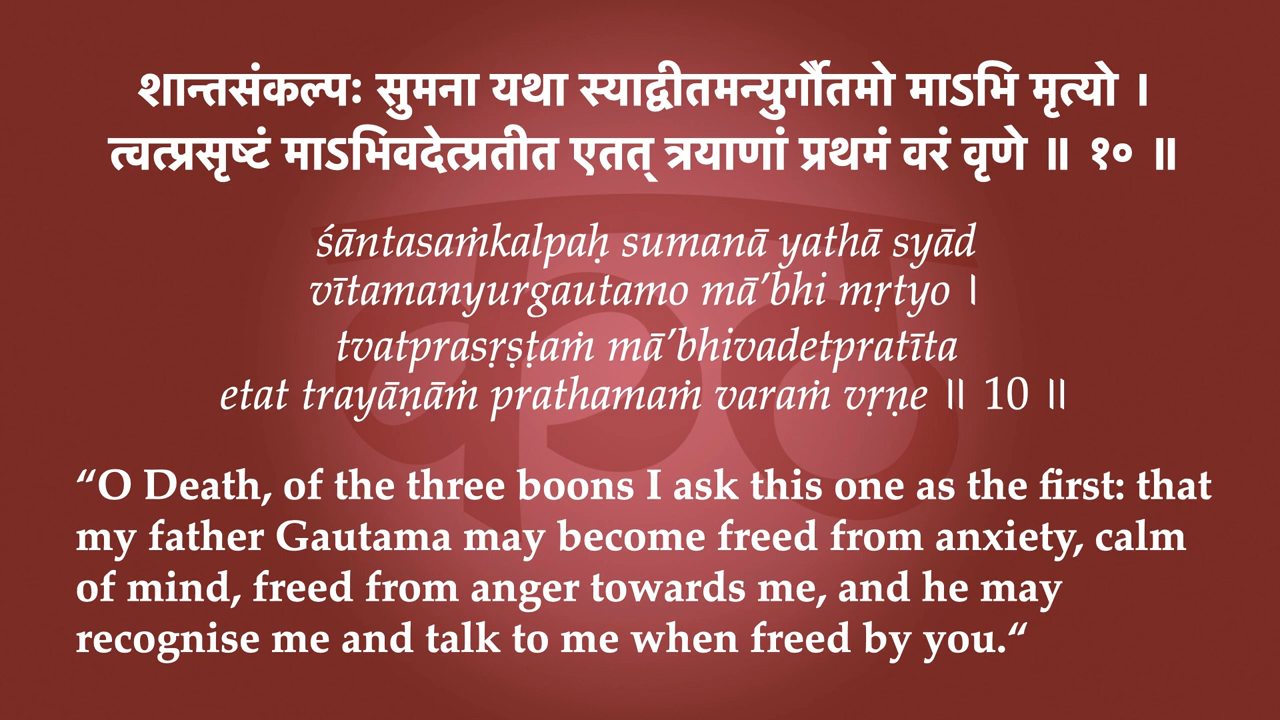 शान्तसंकल्पः सुमना यथा स्याद्वीतमन्युर्गौतमो माऽभि मृत्यो ।
त्वत्प्रसृष्टं माऽभिवदेत्प्रतीत एतत् त्रयाणां प्रथमं वरं वृणे ॥ १० ॥
śāntasaṁkalpaḥ sumanā yathā syād
vītamanyurgautamo mā’bhi mṛtyo ।
tvatprasṛṣṭaṁ mā’bhivadetpratīta
etat trayāṇāṁ prathamaṁ varaṁ vṛṇe ॥ 10 ॥
“O Death, of the three boons I ask this one as the first: that
my father Gautama may become freed from anxiety, calm
of mind, freed from anger towards me, and he may
recognise me and talk to me when freed by you.“